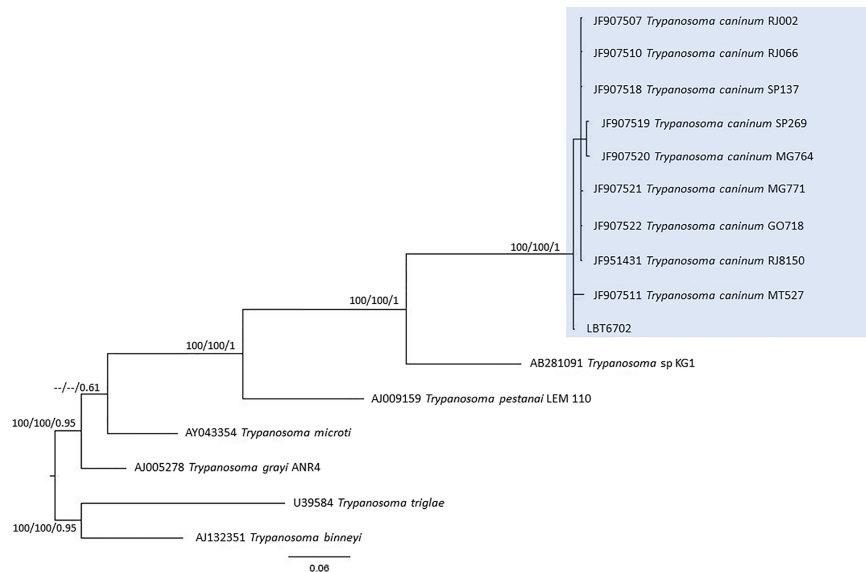 JF907507 Trypanosoma caninum RJ002
JF907510 Trypanosoma caninum RJ066
JF907518 Trypanosoma caninum SP137
JF907519 Trypanosoma caninum SP269
JF907520 Trypanosoma caninum MG764
JF907521 Trypanosoma caninum MG771
JF907522 Trypanosoma caninum GO718
100/100/1
JF951431 Trypanosoma caninum RJ8150
JF907511 Trypanosoma caninum MT527
100/100/1
LBT6702
100/100/1
AB281091 Trypanosoma sp KG1
--/--/0.61
AJ009159 Trypanosoma pestanai LEM 110
100/100/0.95
AY043354 Trypanosoma microti
AJ005278 Trypanosoma grayi ANR4
U39584 Trypanosoma triglae
100/100/0.95
AJ132351 Trypanosoma binneyi
0.06